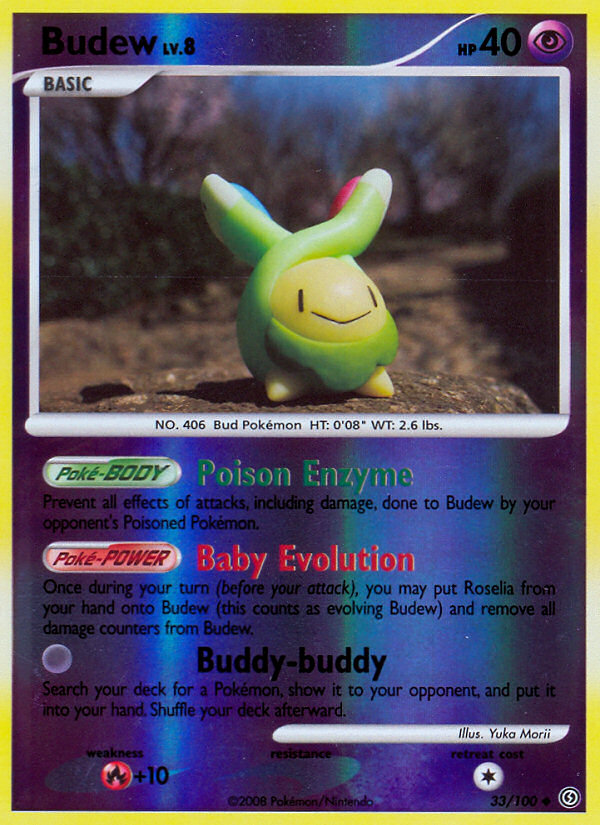 Budew LV.8 HP 40
BASIC
NO. 406 Bud Pokémon HT: 0'08" WT: 2.6 lbs.
Poké-BODY Poison Enzyme
Prevent all effects of attacks, including damage, done to Budew by your
opponent's Poisoned Pokémon.
Poké-POWER Baby Evolution
Once during your turn (before your attack), you may put Roselia from
your hand onto Budew (this counts as evolving Budew) and remove all
damage counters from Budew.
Buddy-buddy
Search your deck for a Pokémon, show it to your opponent, and put it
into your hand. Shuffle your deck afterward.
Illus. Yuka Morii
weakness resistance retreat cost
+10
©2008 Pokémon/Nintendo 33/100